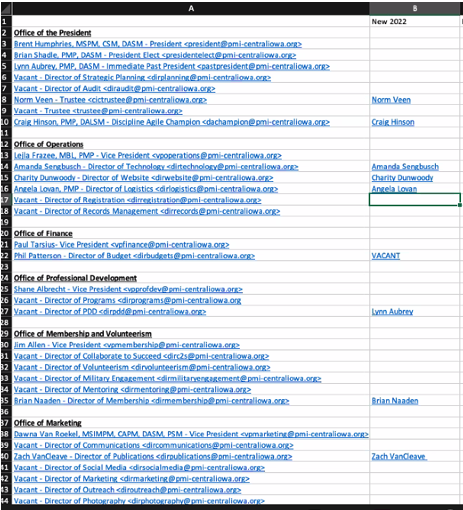 A B
1 New 2022
2 Office of the President
3 Brent Humphries, MSPM, CSM, DASM - President <president@pmi-centraliowa.org>
4 Brian Shadle, PMP, DASM - President Elect <presidentelect@pmi-centraliowa.org>
5 Lynn Aubrey, PMP, DASM - Immediate Past President <pastpresident@pmi-centraliowa.org>
6 Vacant - Director of Strategic Planning <dirplanning@pmi-centraliowa.org>
7 Vacant - Director of Audit <diraudit@pmi-centraliowa.org>
8 Norm Veen - Trustee <cictrustee@pmi-centraliowa.org> Norm Veen
9 Vacant - Trustee <trustee@pmi-centraliowa.org>
10 Craig Hinson, PMP, DALSM - Discipline Agile Champion <dachampion@pmi-centraliowa.org> Craig Hinson
11
12 Office of Operations
13 Leila Frazee, MBL, PMP - Vice President <vpoperations@pmi-centraliowa.org>
14 Amanda Sengbusch - Director of Technology <dirtechnology@pmi-centraliowa.org> Amanda Sengbusch
15 Charity Dunwoody - Director of Website <dirwebsite@pmi-centraliowa.org> Charity Dunwoody
16 Angela Lovan, PMP - Director of Logistics <dirlogistics@pmi-centraliowa.org> Angela Lovan
17 Vacant - Director of Registration <dirregistration@pmi-centraliowa.org>
18 Vacant - Director of Records Management <dirrecords@pmi-centraliowa.org>
19
20 Office of Finance
21 Paul Tarsius- Vice President <vpfinance@pmi-centraliowa.org>
22 Phil Patterson - Director of Budget <dirbudgets@pmi-centraliowa.org> VACANT
23
24 Office of Professional Development
25 Shane Albrecht - Vice President <vpprofdev@pmi-centraliowa.org>
26 Vacant - Director of Programs <dirprograms@pmi-centraliowa.org
27 Vacant - Director of PDD <dirpdd@pmi-centraliowa.org> Lynn Aubrey
28
29 Office of Membership and Volunteerism
30 Jim Allen - Vice President <vpmembership@pmi-centraliowa.org>
31 Vacant - Director of Collaborate to Succeed <dirc2s@pmi-centraliowa.org>
32 Vacant - Director of Volunteerism <dirvolunteerism@pmi-centraliowa.org>
33 Vacant - Director of Military Engagement <dirmilitaryengagement@pmi-centraliowa.org>
34 Vacant - Director of Mentoring <dirmentoring@pmi-centraliowa.org>
35 Brian Naaden - Director of Membership <dirmembership@pmi-centraliowa.org> Brian Naaden
36
37 Office of Marketing
38 Dawna Van Roekel, MSIMPM, CAPM, DASM, PSM - Vice President <vpmarketing@pmi-centraliowa.org>
39 Vacant - Director of Communications <dircommunications@pmi-centraliowa.org>
40 Zach VanCleave - Director of Publications <dirpublications@pmi-centraliowa.org> Zach VanCleave
41 Vacant - Director of Social Media <dirsocialmedia@pmi-centraliowa.org>
42 Vacant - Director of Marketing <dirmarketing@pmi-centraliowa.org>
43 Vacant - Director of Outreach <diroutreach@pmi-centraliowa.org>
44 Vacant - Director of Photography <dirphotography@pmi-centraliowa.org>